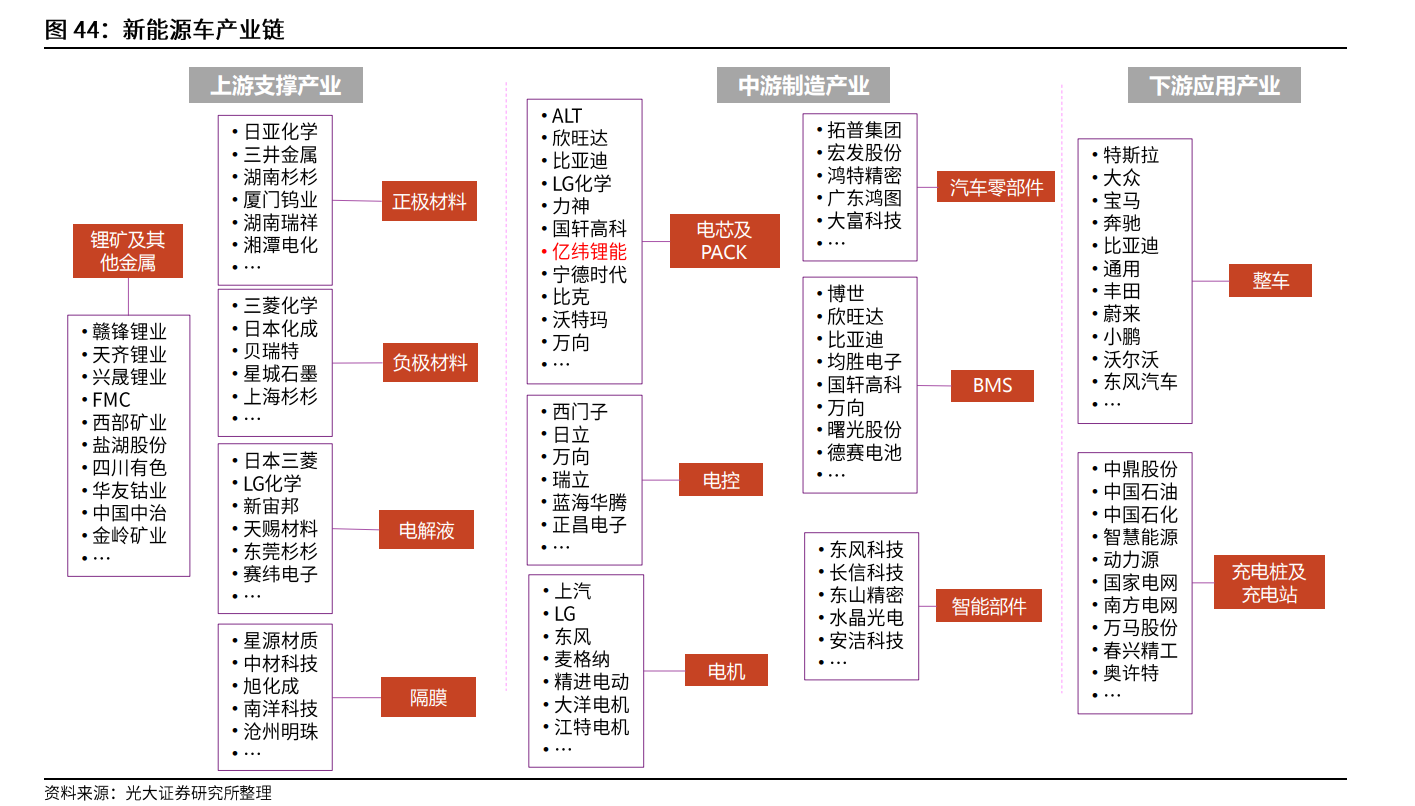 图 44：新能源车产业链
上游支撑产业
锂矿及其
他金属
• 赣锋锂业
• 天齐锂业
• 兴晟锂业
• FMC
• 西部矿业
• 盐湖股份
• 四川有色
• 华友钴业
• 中国中冶
• 金岭矿业
• …
• 日亚化学
• 三井金属
• 湖南杉杉
• 厦门钨业
• 湖南瑞祥
• 湘潭电化
• …
正极材料
• 三菱化学
• 日本化成
• 贝瑞特
• 星城石墨
• 上海杉杉
• …
负极材料
• 日本三菱
• LG化学
• 新宙邦
• 天赐材料
• 东莞杉杉
• 赛纬电子
• …
电解液
• 星源材质
• 中材科技
• 旭化成
• 南洋科技
• 沧州明珠
• …
隔膜
中游制造产业
• ALT
• 欣旺达
• 比亚迪
• LG化学
• 力神
• 国轩高科
• 亿纬锂能
• 宁德时代
• 比克
• 沃特玛
• 万向
• …
电芯及
PACK
• 西门子
• 日立
• 万向
• 瑞立
• 蓝海华腾
• 正昌电子
• …
电控
• 上汽
• LG
• 东风
• 麦格纳
• 精进电动
• 大洋电机
• 江特电机
• …
电机
• 拓普集团
• 宏发股份
• 鸿特精密
• 广东鸿图
• 大富科技
• …
汽车零部件
• 博世
• 欣旺达
• 比亚迪
• 均胜电子
• 国轩高科
• 万向
• 曙光股份
• 德赛电池
• …
BMS
• 东风科技
• 长信科技
• 东山精密
• 水晶光电
• 安洁科技
• …
智能部件
下游应用产业
• 特斯拉
• 大众
• 宝马
• 奔驰
• 比亚迪
• 通用
• 丰田
• 蔚来
• 小鹏
• 沃尔沃
• 东风汽车
• …
整车
• 中鼎股份
• 中国石油
• 中国石化
• 智慧能源
• 动力源
• 国家电网
• 南方电网
• 万马股份
• 春兴精工
• 奥许特
• …
充电桩及
充电站
资料来源：光大证券研究所整理